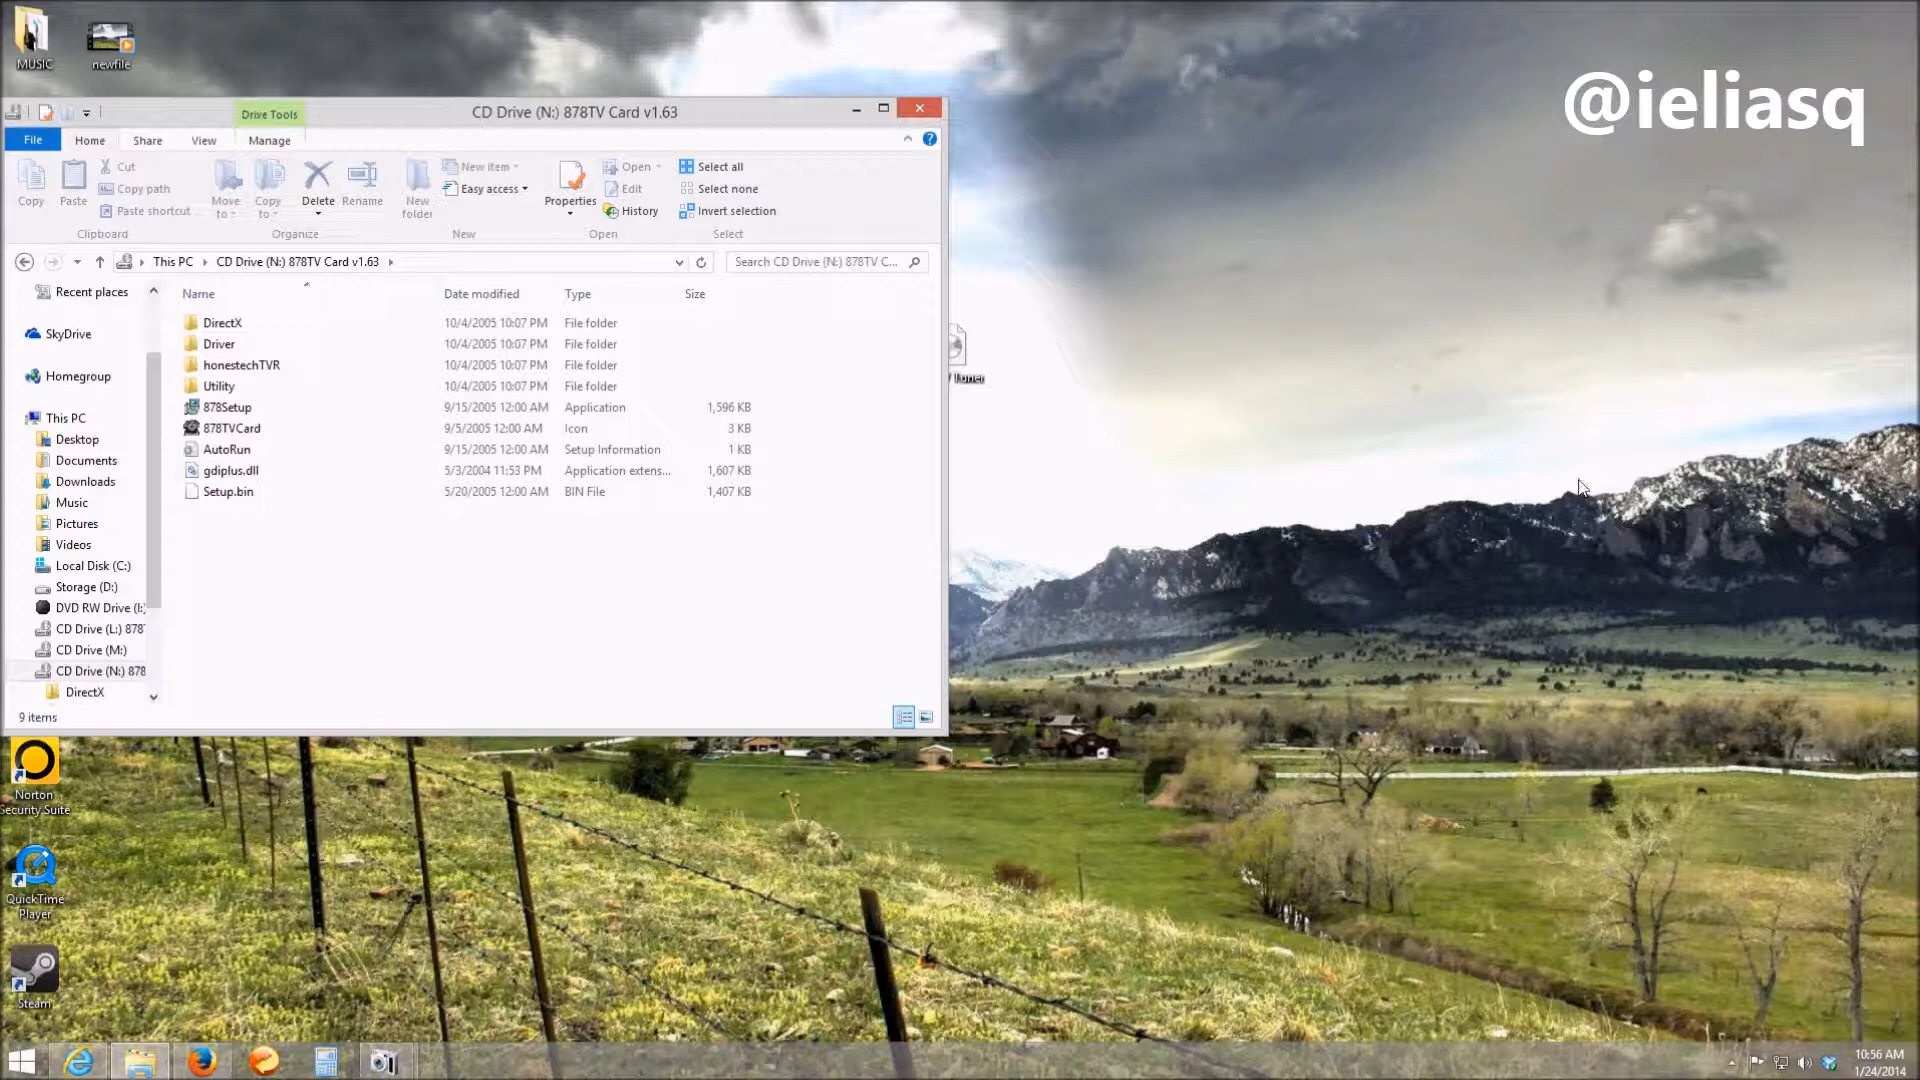 MUSIC
newfile
@ieliasq
Drive Tools
CD Drive (N:) 878TV Card v1.63
File
Home
Share
View
Manage
Copy
Paste
Cut
Copy path
Paste shortcut
Clipboard
Move to
Copy to
Delete
Rename
Organize
New folder
New item
Easy access
New
Properties
Open
Edit
History
Open
Select all
Select none
Invert selection
Select
This PC
CD Drive (N:) 878TV Card v1.63
Search CD Drive (N:) 878TV C...
Name Date modified Type Size
DirectX 10/4/2005 10:07 PM File folder
Driver 10/4/2005 10:07 PM File folder
honestechTVR 10/4/2005 10:07 PM File folder
Utility 10/4/2005 10:07 PM File folder
878Setup 9/15/2005 12:00 AM Application 1,596 KB
878TVCard 9/5/2005 12:00 AM Icon 3 KB
AutoRun 9/15/2005 12:00 AM Setup Information 1 KB
gdiplus.dll 5/3/2004 11:53 PM Application extens... 1,607 KB
Setup.bin 5/20/2005 12:00 AM BIN File 1,407 KB
Recent places
SkyDrive
Homegroup
This PC
Desktop
Documents
Downloads
Music
Pictures
Videos
Local Disk (C:)
Storage (D:)
DVD RW Drive (I:)
CD Drive (L:) 878
CD Drive (M:)
CD Drive (N:) 878
DirectX
9 items
Tuner
Norton
Security Suite
QuickTime
Player
Steam
10:56 AM
1/24/2014